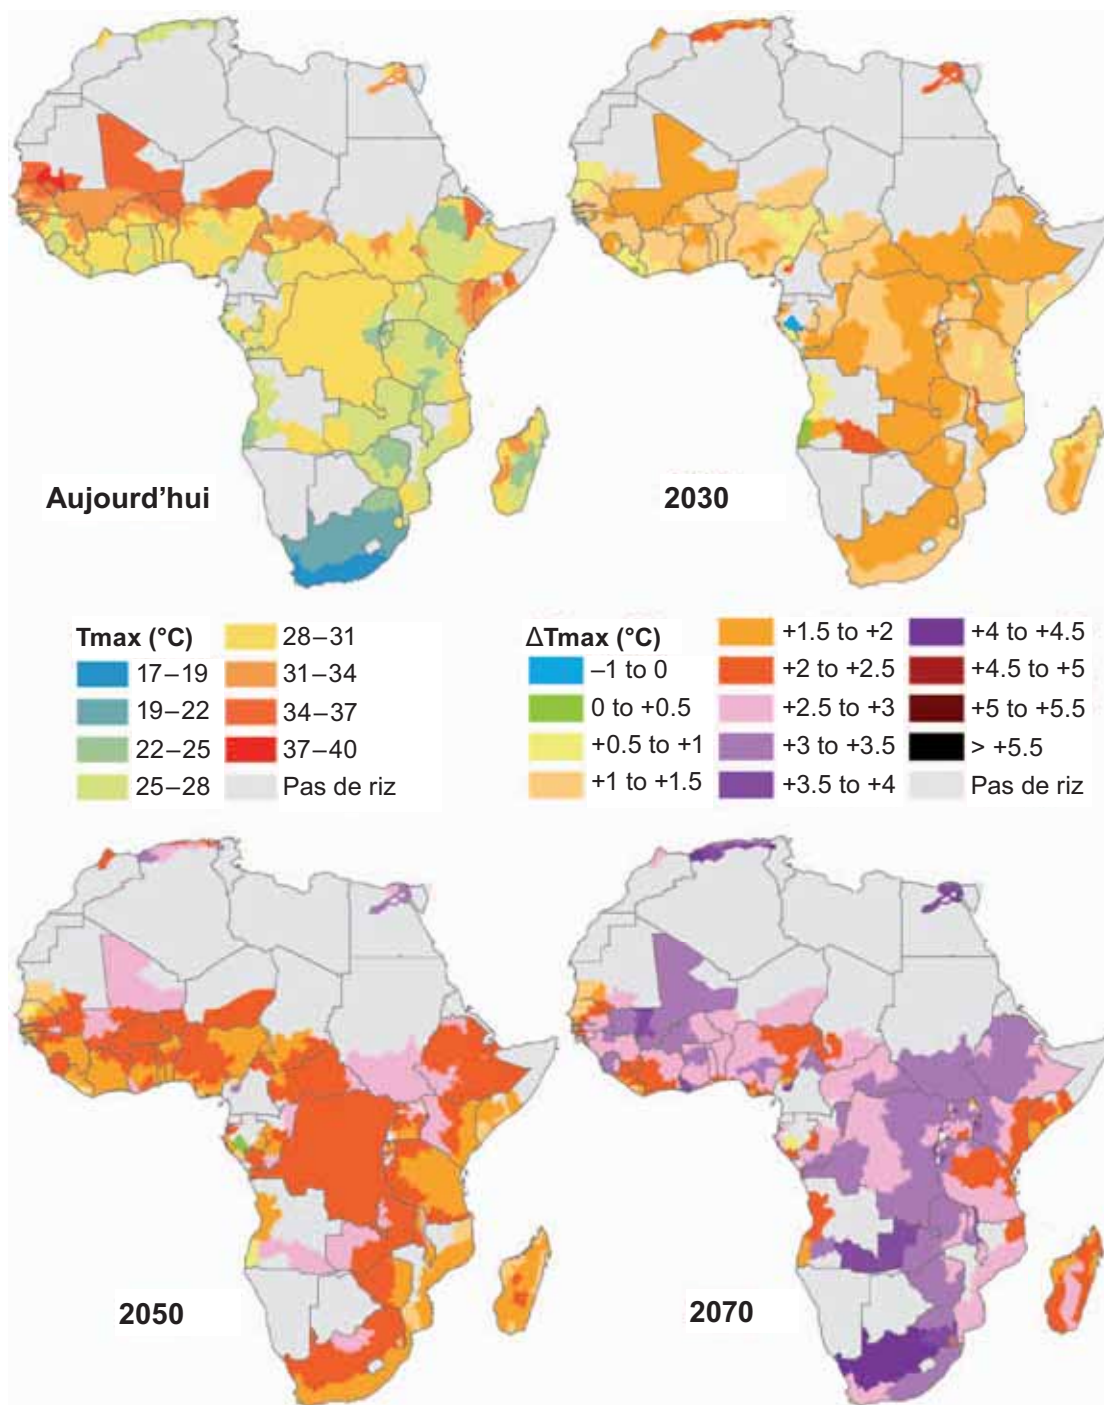 Aujourd’hui
2030
Tmax (°C)
17–19
19–22
22–25
25–28
28–31
31–34
34–37
37–40
Pas de riz
ΔTmax (°C)
–1 to 0
0 to +0.5
+0.5 to +1
+1 to +1.5
+1.5 to +2
+2 to +2.5
+2.5 to +3
+3 to +3.5
+3.5 to +4
+4 to +4.5
+4.5 to +5
+5 to +5.5
> +5.5
Pas de riz
2050
2070